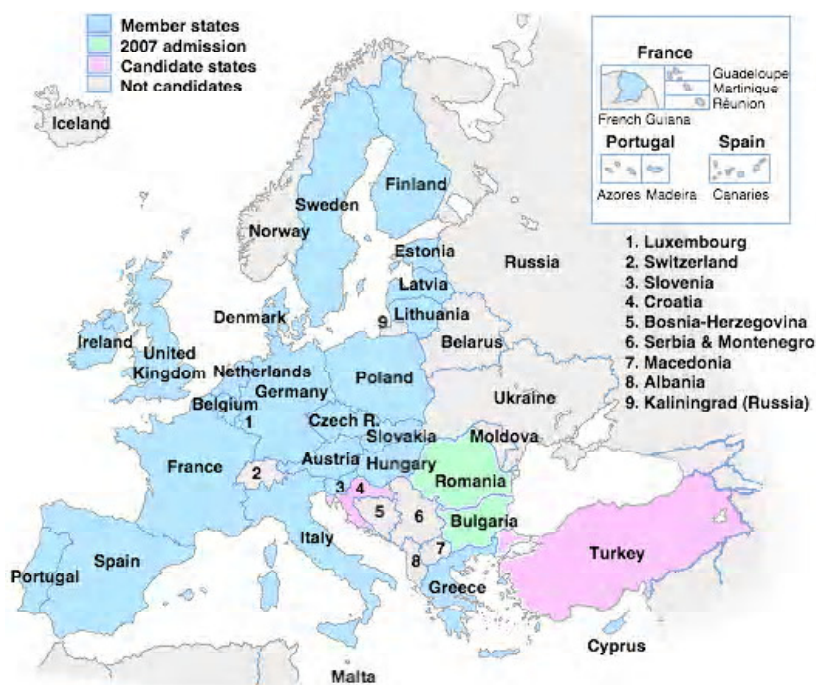 Member states
2007 admission
Candidate states
Not candidates
Iceland
France
Guadeloupe
Martinique
Réunion
French Guiana
Portugal
Spain
Azores
Madeira
Canaries
1. Luxembourg
2. Switzerland
3. Slovenia
4. Croatia
5. Bosnia-Herzegovina
6. Serbia & Montenegro
7. Macedonia
8. Albania
9. Kaliningrad (Russia)
Finland
Sweden
Norway
Estonia
Russia
Latvia
Denmark
9
Lithuania
Ireland
Belarus
United
Kingdom
Netherlands
Germany
Poland
Ukraine
Belgium
1
Czech R.
Slovakia
Moldova
France
2
Austria
Hungary
Romania
3
4
5
6
Bulgaria
Italy
7
8
Turkey
Portugal
Spain
Greece
Cyprus
Malta